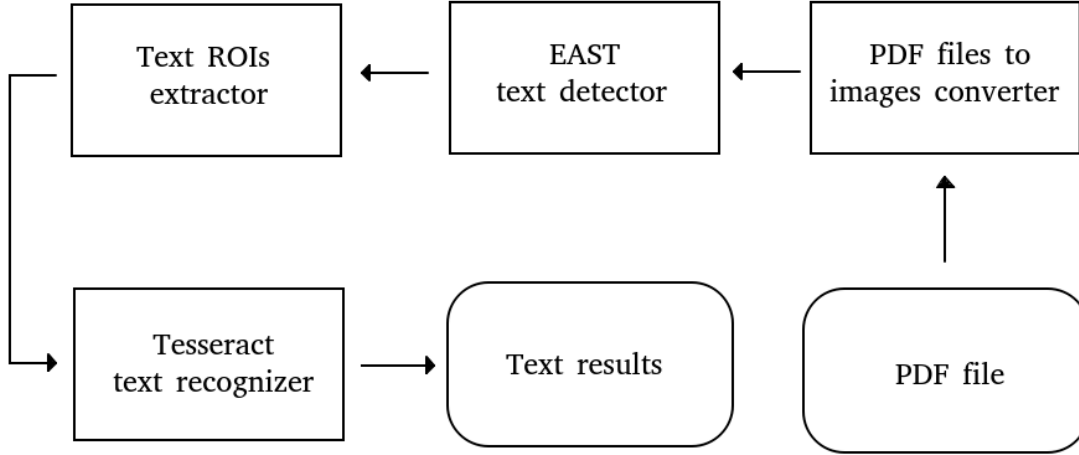 Text ROIs
extractor
EAST
text detector
PDF files to
images converter
Tesseract
text recognizer
Text results
PDF file